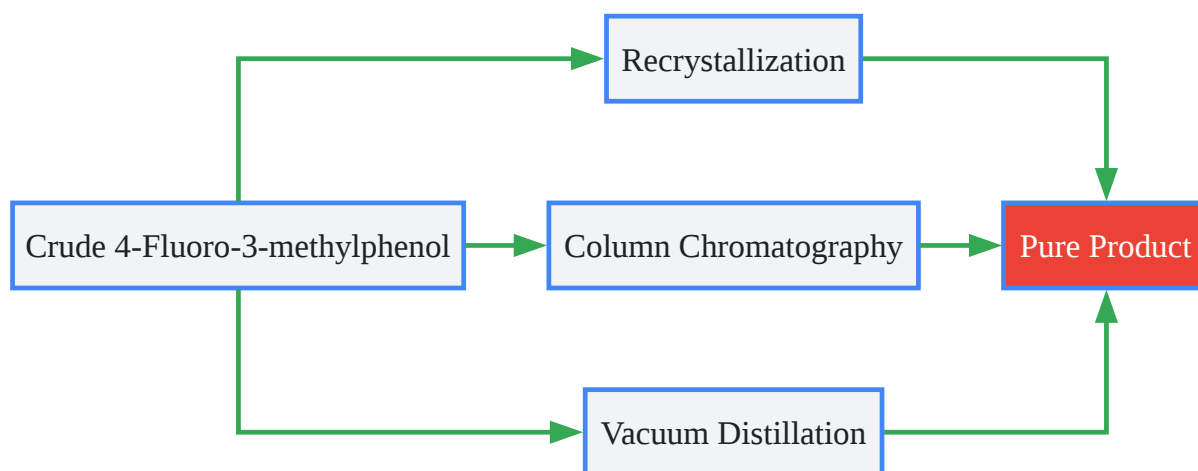 Recrystallization
Crude 4-Fluoro-3-methylphenol
Column Chromatography
Pure Product
Vacuum Distillation